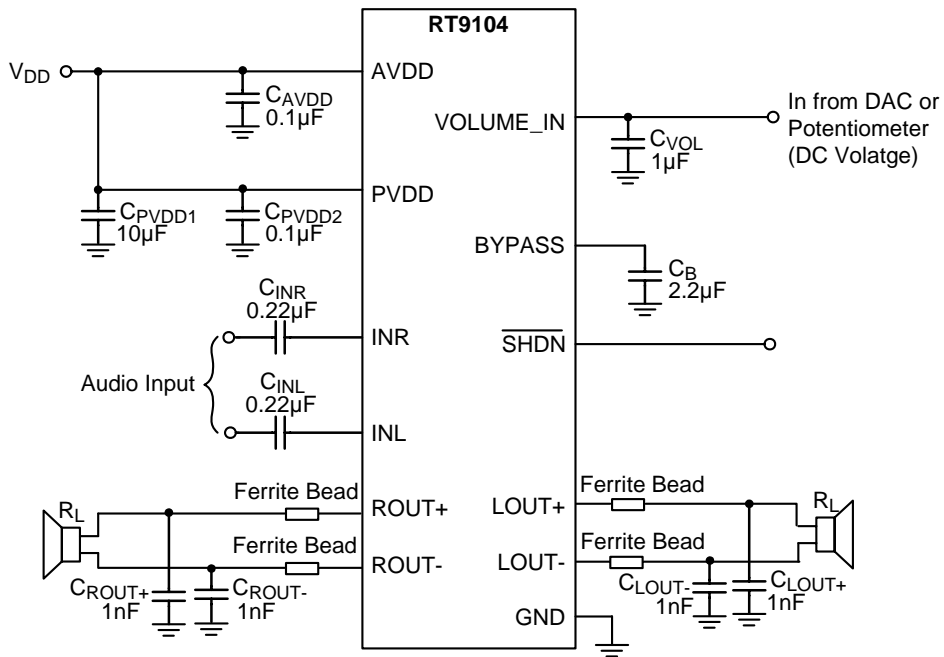 RT9104
VDD
AVDD
CAVDD
0.1µF
VOLUME_IN
In from DAC or
Potentiometer
(DC Volatge)
CVOL
1µF
PVDD
CPVDD1
10µF
CPVDD2
0.1µF
BYPASS
CB
2.2µF
CINR
0.22µF
INR
SHDN
Audio Input
CINL
0.22µF
INL
Ferrite Bead
RL
ROUT+
Ferrite Bead
ROUT-
CROUT+
1nF
CROUT-
1nF
Ferrite Bead
LOUT+
RL
Ferrite Bead
LOUT-
CLOUT-
1nF
CLOUT+
1nF
GND